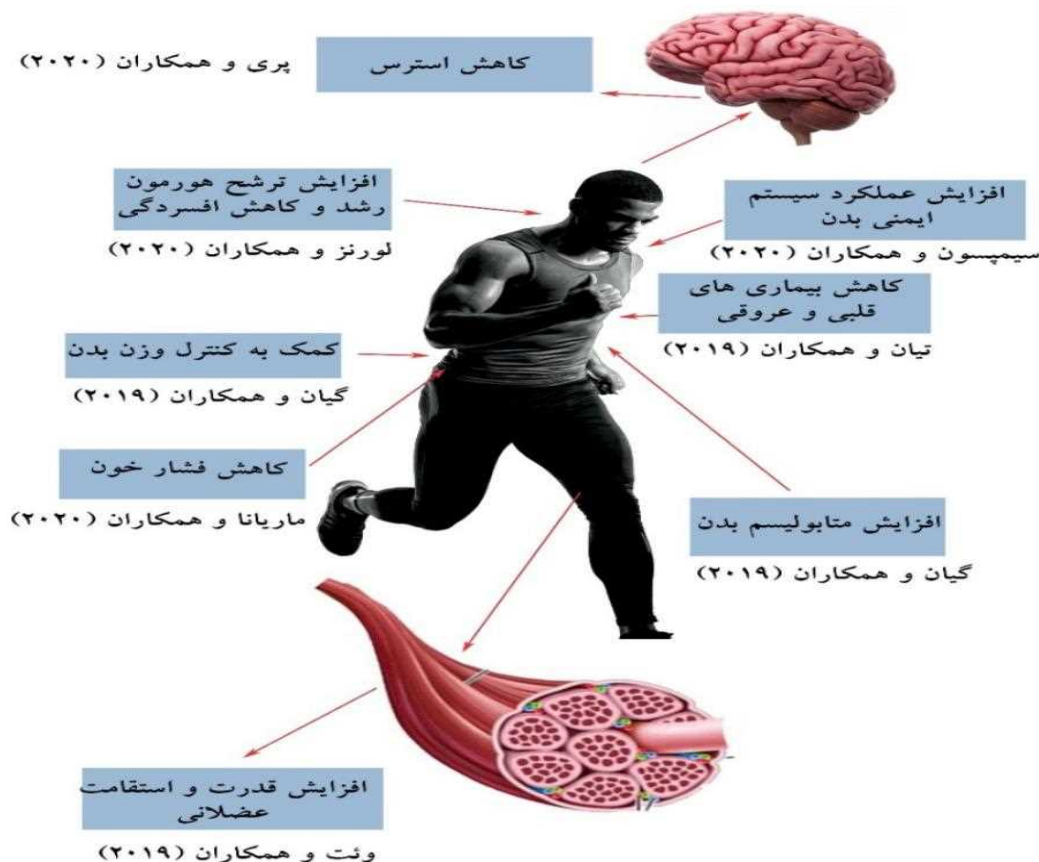 کاهش استرس
پری و همکاران (۲۰۲۰)
افزایش عملکرد سیستم
ایمنی بدن
سیمپسون و همکاران (۲۰۲۰)
افزایش ترشح هورمون
رشد و کاهش افسردگی
لورنز و همکاران (۲۰۲۰)
کاهش بیماری های
قلبی و عروقی
تیان و همکاران (۲۰۱۹)
کمک به کنترل وزن بدن
گیان و همکاران (۲۰۱۹)
کاهش فشار خون
ماریانا و همکاران (۲۰۲۰)
افزایش متابولیسم بدن
گیان و همکاران (۲۰۱۹)
افزایش قدرت و استقامت
عضلانی
وئت و همکاران (۲۰۱۹)